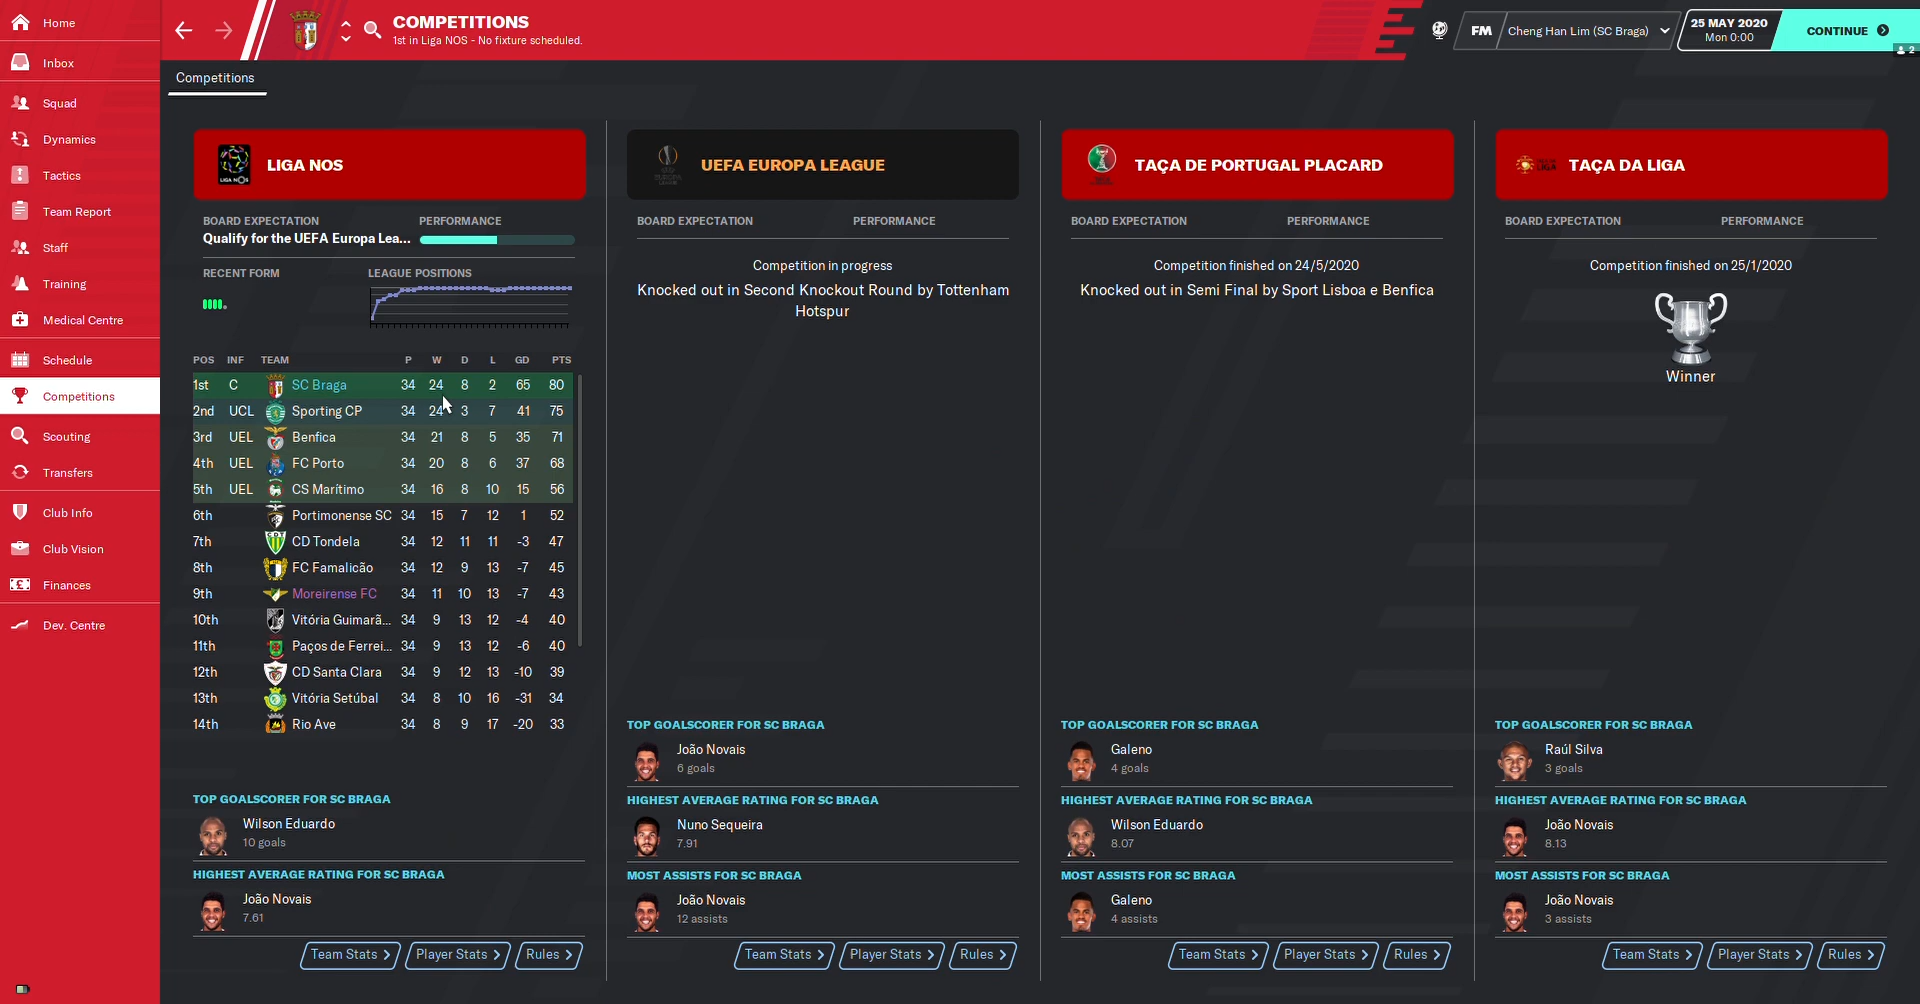 Home
Inbox
Squad
Dynamics
Tactics
Team Report
Staff
Training
Medical Centre
Schedule
Competitions
Scouting
Transfers
Club Info
Club Vision
Finances
Dev. Centre
COMPETITIONS
1st in Liga NOS - No fixture scheduled.
FM Cheng Han Lim (SC Braga)
25 MAY 2020
Mon 0:00
CONTINUE
2
Competitions
LIGA NOS
LIGA NOS
BOARD EXPECTATION PERFORMANCE
Qualify for the UEFA Europa Lea...
RECENT FORM LEAGUE POSITIONS
POS INF TEAM P W D L GD PTS
1st C SC Braga 34 24 8 2 65 80
2nd UCL Sporting CP 34 24 3 7 41 75
3rd UEL Benfica 34 21 8 5 35 71
4th UEL FC Porto 34 20 8 6 37 68
5th UEL CS Marítimo 34 16 8 10 15 56
6th Portimonense SC 34 15 7 12 1 52
7th CD Tondela 34 12 11 11 -3 47
8th FC Famalicão 34 12 9 13 -7 45
9th Moreirense FC 34 11 10 13 -7 43
10th Vitória Guimarã... 34 9 13 12 -4 40
11th Paços de Ferrei... 34 9 13 12 -6 40
12th CD Santa Clara 34 9 12 13 -10 39
13th Vitória Setúbal 34 8 10 16 -31 34
14th Rio Ave 34 8 9 17 -20 33
TOP GOALSCORER FOR SC BRAGA
Wilson Eduardo
10 goals
HIGHEST AVERAGE RATING FOR SC BRAGA
João Novais
7.61
Team Stats Player Stats Rules
UEFA EUROPA LEAGUE
BOARD EXPECTATION PERFORMANCE
Competition in progress
Knocked out in Second Knockout Round by Tottenham
Hotspur
TOP GOALSCORER FOR SC BRAGA
João Novais
6 goals
HIGHEST AVERAGE RATING FOR SC BRAGA
Nuno Sequeira
7.91
MOST ASSISTS FOR SC BRAGA
João Novais
12 assists
Team Stats Player Stats Rules
TAÇA DE PORTUGAL PLACARD
BOARD EXPECTATION PERFORMANCE
Competition finished on 24/5/2020
Knocked out in Semi Final by Sport Lisboa e Benfica
TOP GOALSCORER FOR SC BRAGA
Galeno
4 goals
HIGHEST AVERAGE RATING FOR SC BRAGA
Wilson Eduardo
8.07
MOST ASSISTS FOR SC BRAGA
Galeno
4 assists
Team Stats Player Stats Rules
TAÇA DA LIGA
BOARD EXPECTATION PERFORMANCE
Competition finished on 25/1/2020
Winner
TOP GOALSCORER FOR SC BRAGA
Raúl Silva
3 goals
HIGHEST AVERAGE RATING FOR SC BRAGA
João Novais
8.13
MOST ASSISTS FOR SC BRAGA
João Novais
3 assists
Team Stats Player Stats Rules